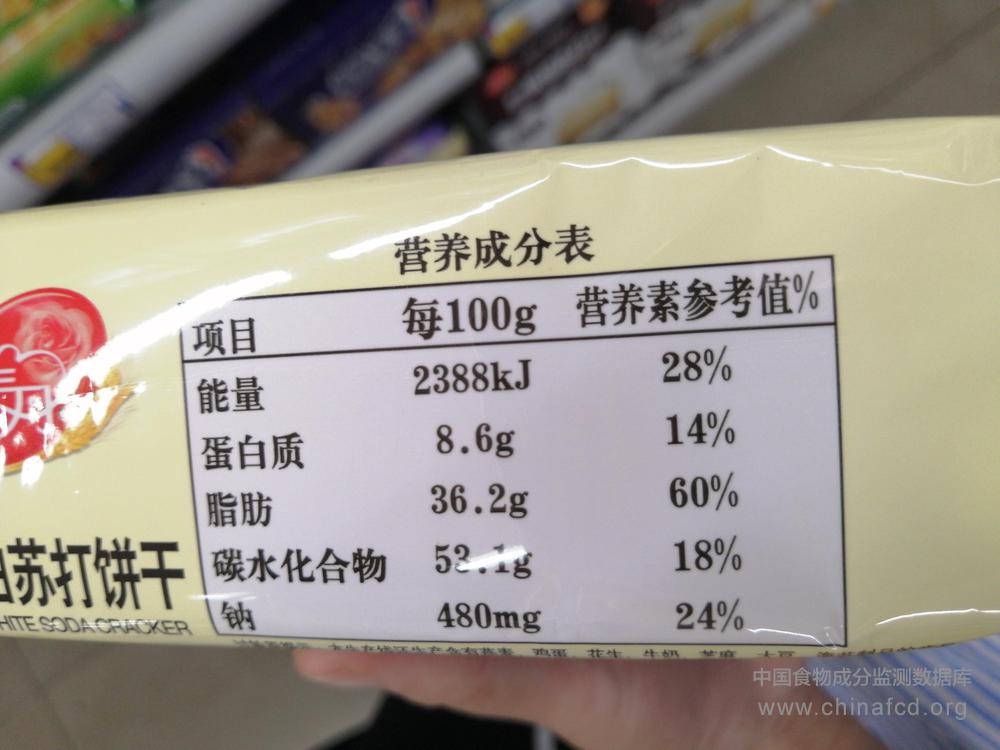 营养成分表
项目 每100g 营养素参考值%
能量 2388kJ 28%
蛋白质 8.6g 14%
脂肪 36.2g 60%
碳水化合物 53.1g 18%
钠 480mg 24%
苏打饼干
HITE SODA CRACKER
中国食物成分监测数据库
www.chinafcd.org